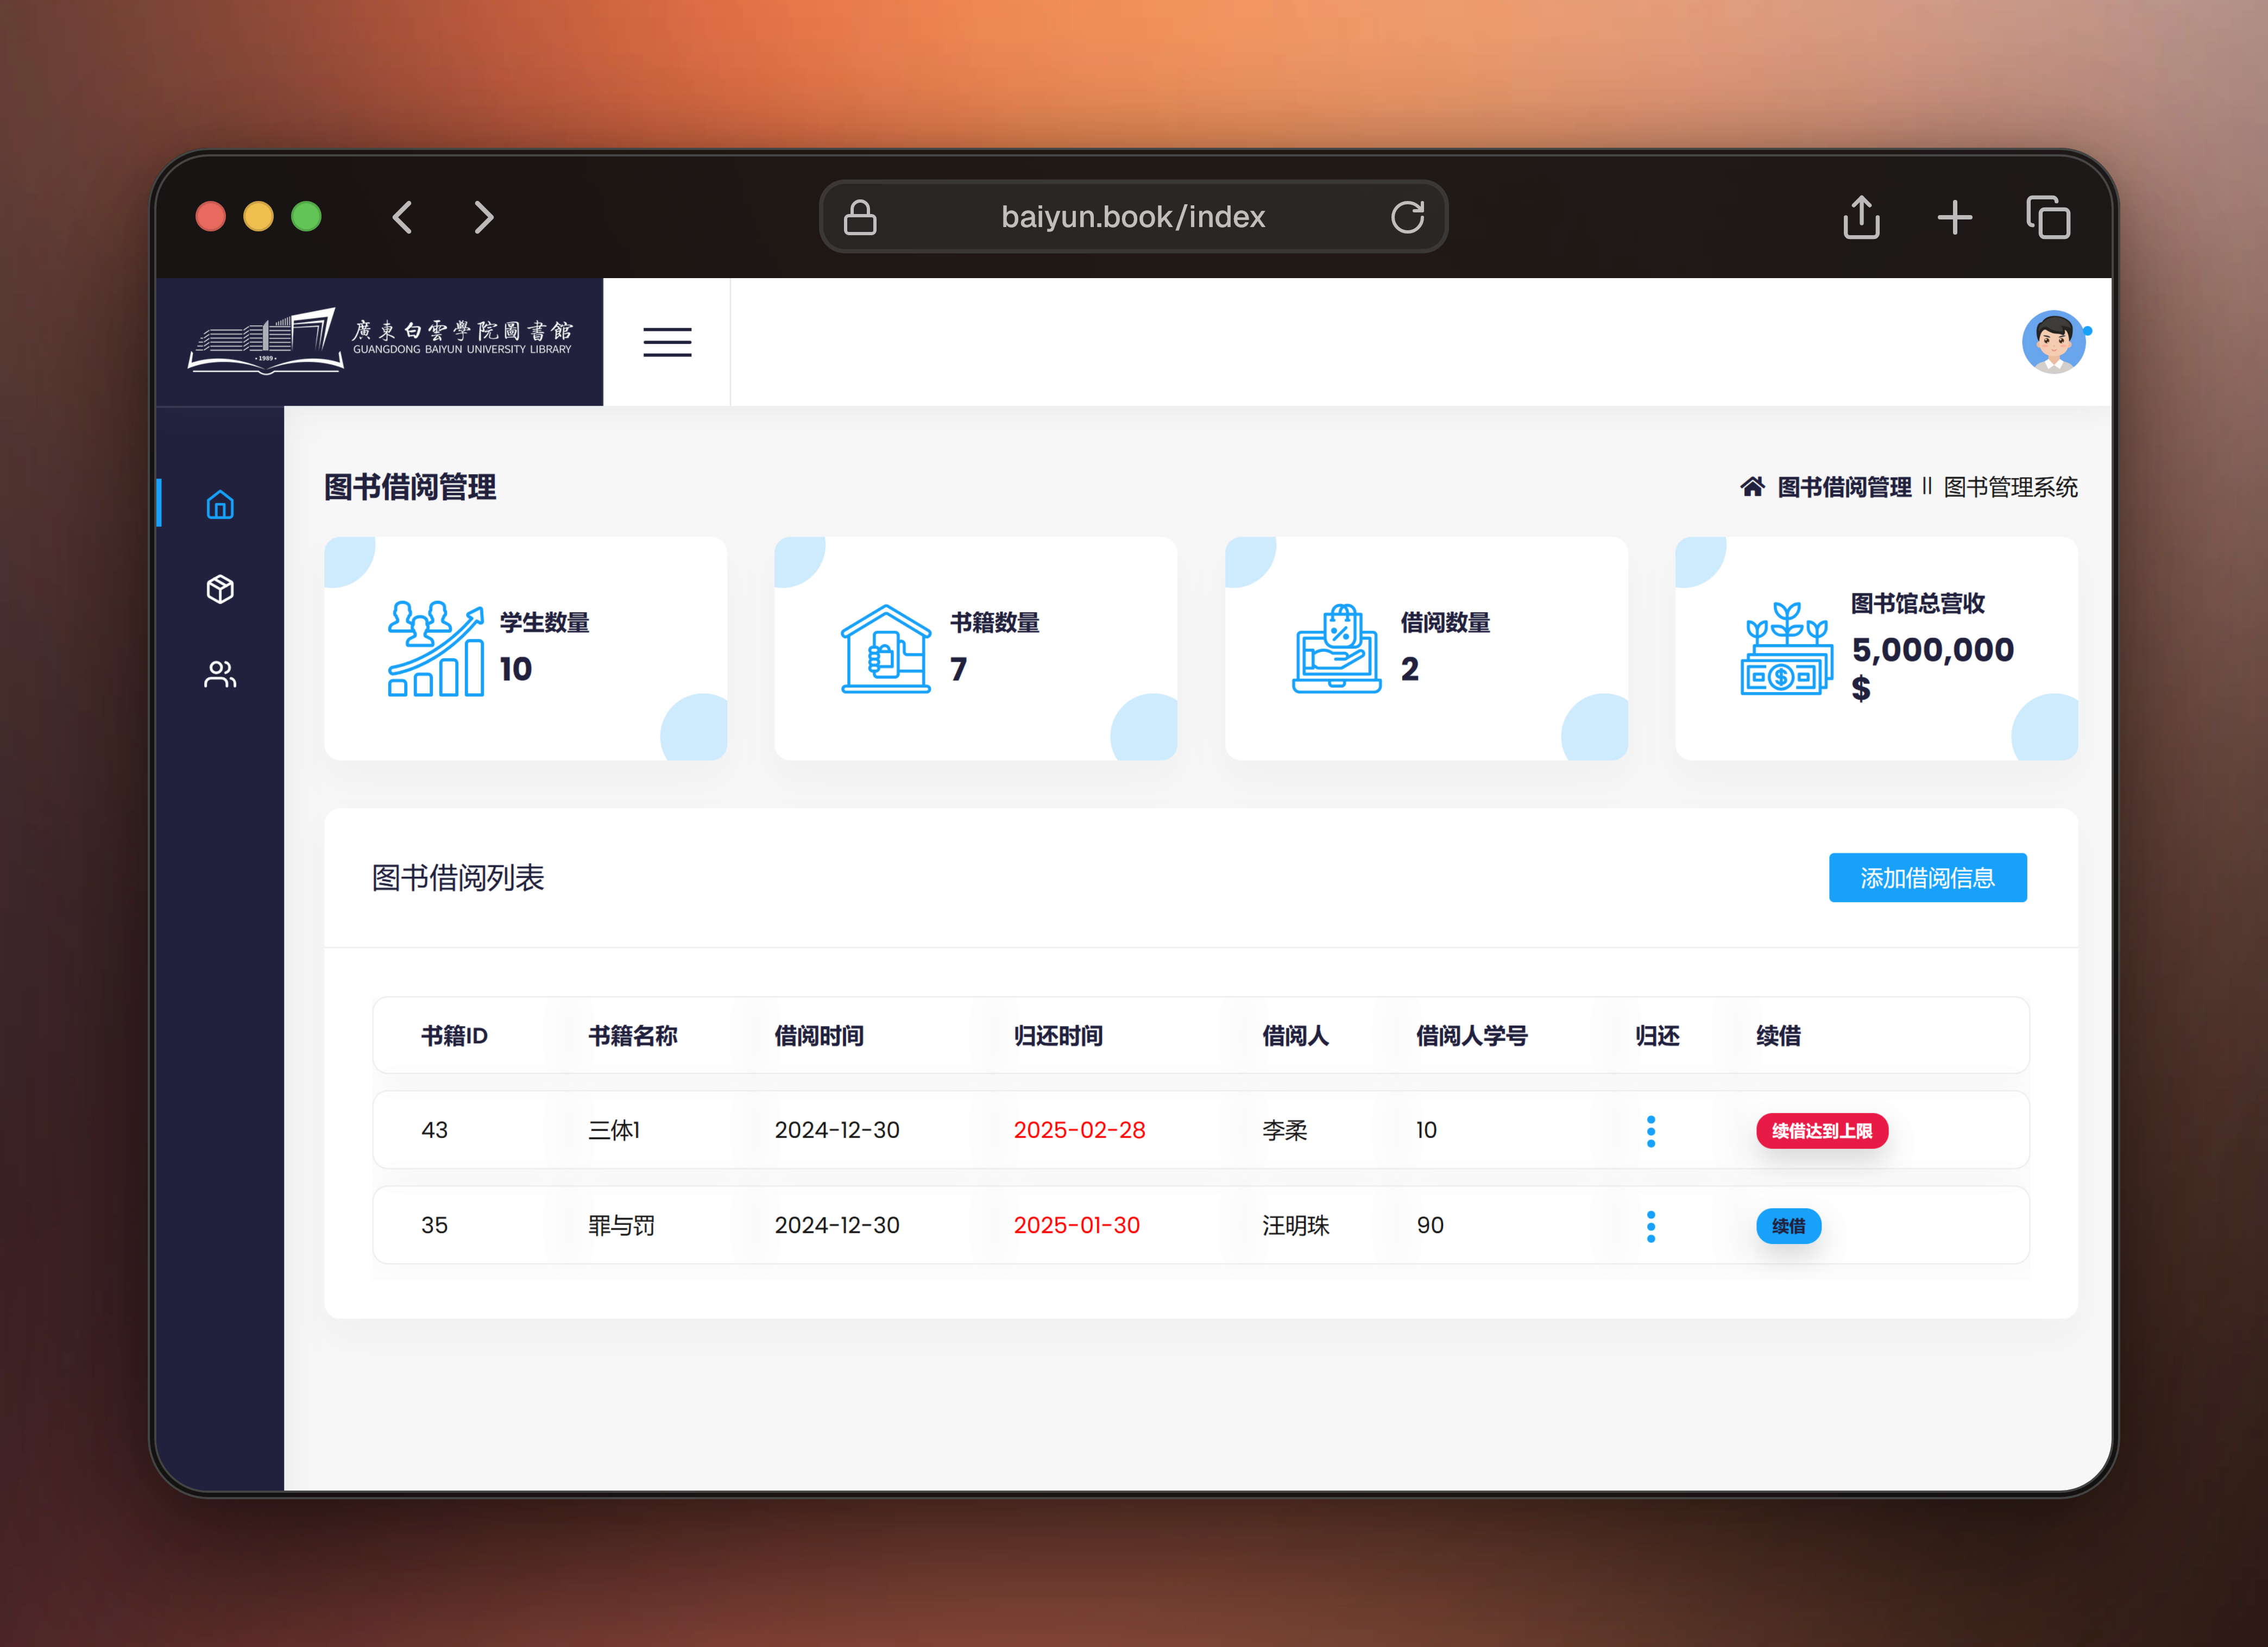 baiyun.book/index
廣東白雲學院圖書館
GUANGDONG BAIYUN UNIVERSITY LIBRARY
·1989·
图书借阅管理
图书借阅管理 || 图书管理系统
学生数量
10
书籍数量
7
借阅数量
2
图书馆总营收
5,000,000
$
图书借阅列表
添加借阅信息
书籍ID 书籍名称 借阅时间 归还时间 借阅人 借阅人学号 归还 续借
43 三体1 2024-12-30 2025-02-28 李柔 10 续借达到上限
35 罪与罚 2024-12-30 2025-01-30 汪明珠 90 续借